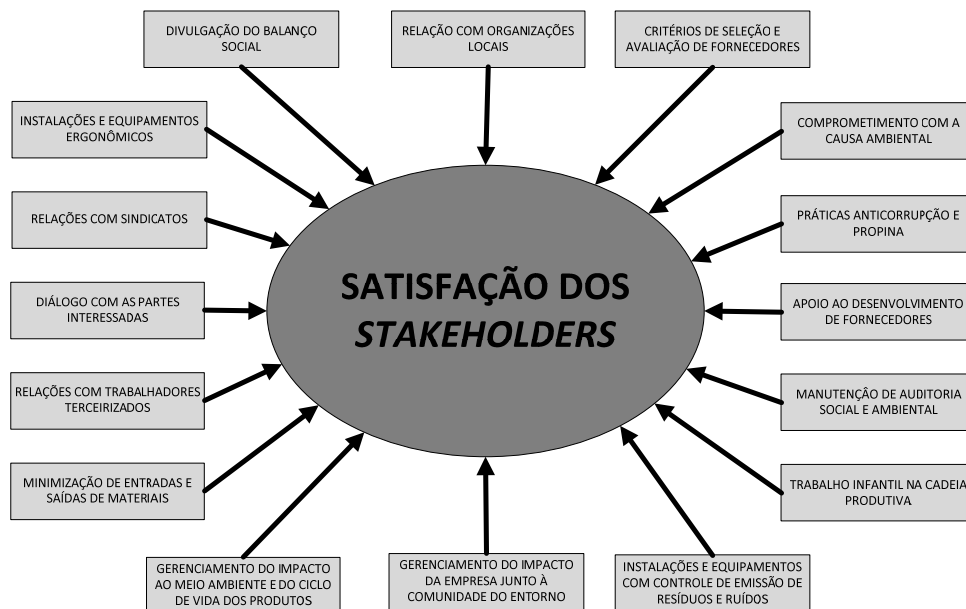 DIVULGAÇÃO DO BALANÇO
SOCIAL
RELAÇÃO COM ORGANIZAÇÕES
LOCAIS
CRITÉRIOS DE SELEÇÃO E
AVALIAÇÃO DE FORNECEDORES
INSTALAÇÕES E EQUIPAMENTOS
ERGONÔMICOS
COMPROMETIMENTO COM A
CAUSA AMBIENTAL
RELAÇÕES COM SINDICATOS
PRÁTICAS ANTICORRUPÇÃO E
PROPINA
SATISFAÇÃO DOS
STAKEHOLDERS
DIÁLOGO COM AS PARTES
INTERESSADAS
APOIO AO DESENVOLVIMENTO
DE FORNECEDORES
RELAÇÕES COM TRABALHADORES
TERCEIRIZADOS
MANUTENÇÂO DE AUDITORIA
SOCIAL E AMBIENTAL
MINIMIZAÇÃO DE ENTRADAS E
SAÍDAS DE MATERIAIS
TRABALHO INFANTIL NA CADEIA
PRODUTIVA
GERENCIAMENTO DO IMPACTO
AO MEIO AMBIENTE E DO CICLO
DE VIDA DOS PRODUTOS
GERENCIAMENTO DO IMPACTO
DA EMPRESA JUNTO À
COMUNIDADE DO ENTORNO
INSTALAÇÕES E EQUIPAMENTOS
COM CONTROLE DE EMISSÃO DE
RESÍDUOS E RUÍDOS